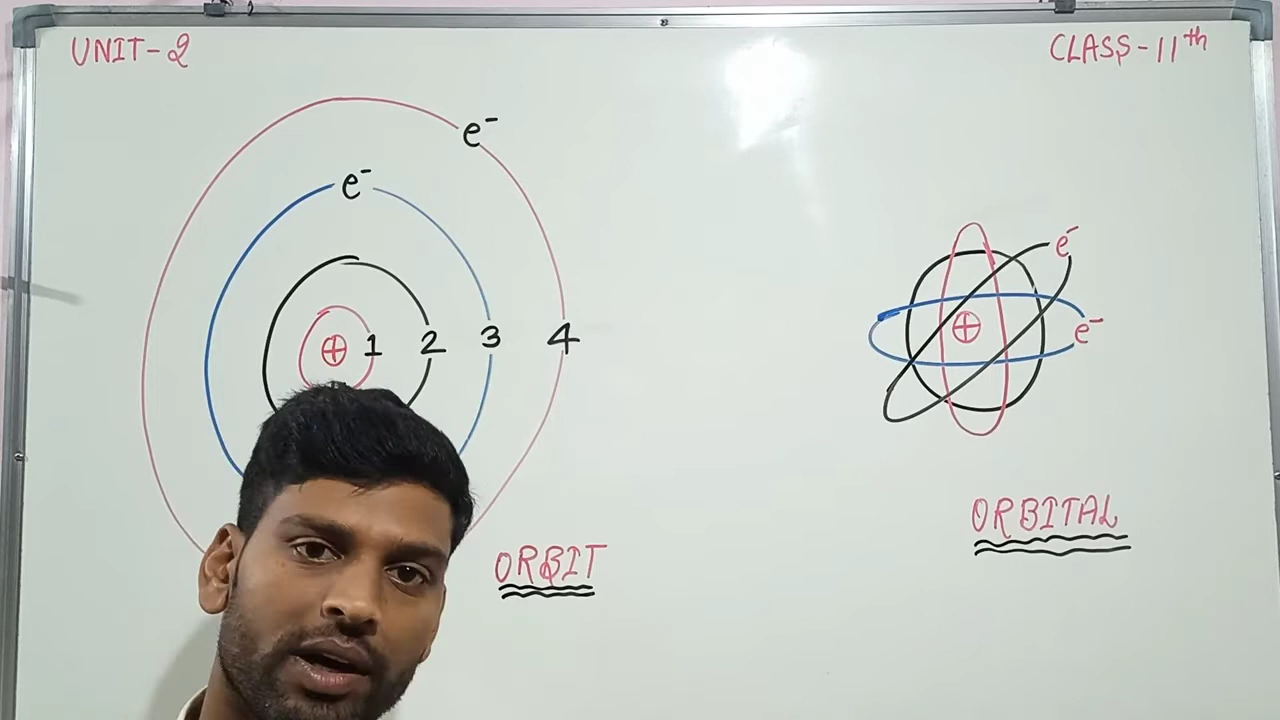 UNIT-2
CLASS-11th
e-
e-
e-
⊕ 1 2 3 4
⊕
e-
ORBITAL
ORBIT